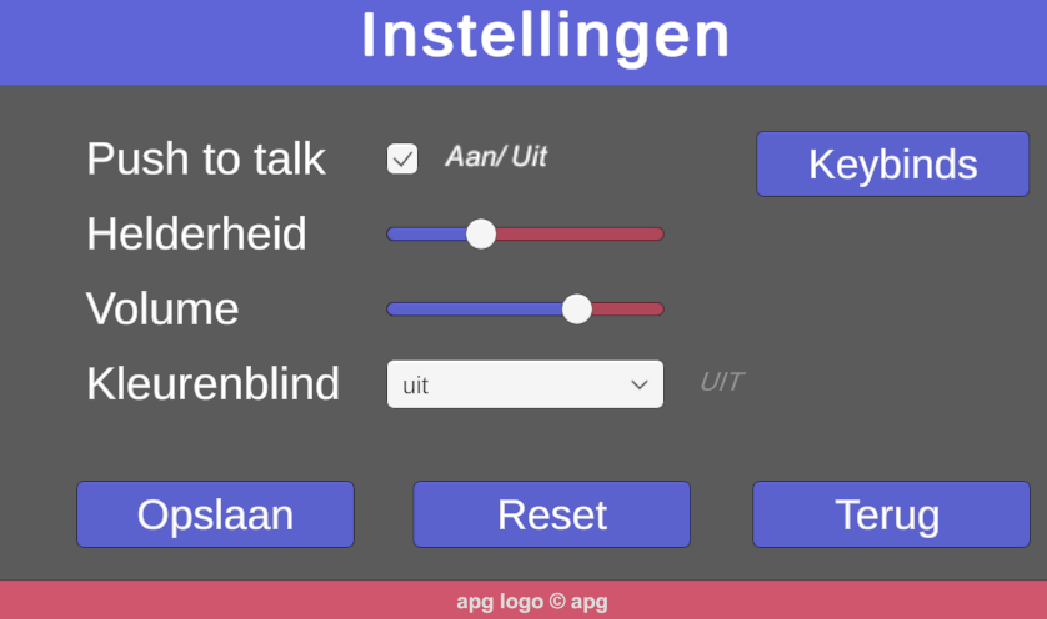 Instellingen
Push to talk Aan/ Uit Keybinds
Helderheid
Volume
Kleurenblind uit UIT
Opslaan Reset Terug
apg logo © apg